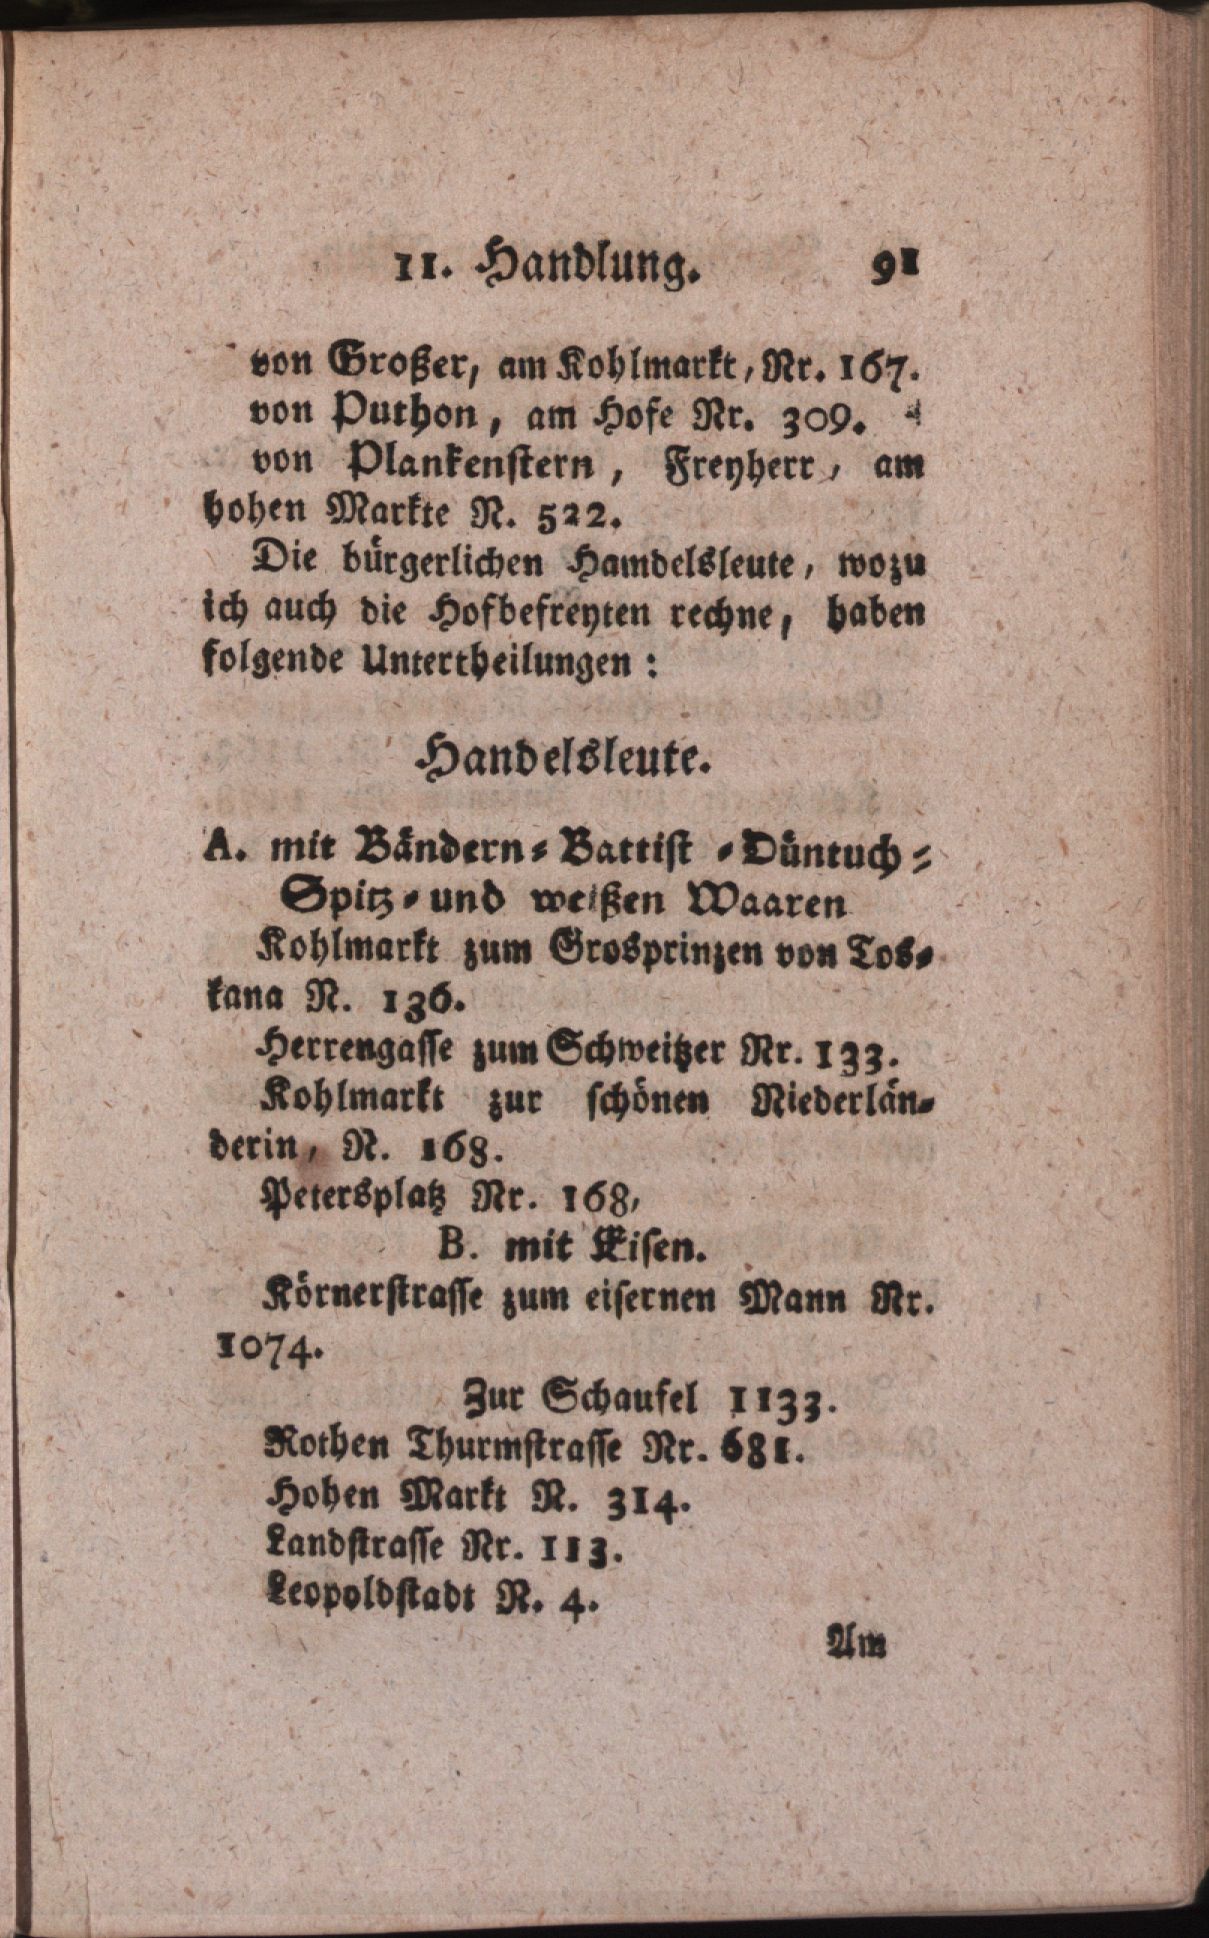 11. Handlung. 91
von Großer, am Kohlmarkt, Nr. 167.
von Puthon, am Hofe Nr. 309.
von Plankenstern, Freyherr, am
hohen Markte N. 522.
Die bürgerlichen Hamdelsleute, wozu
ich auch die Hofbefreyten rechne, haben
folgende Untertheilungen:
Handelsleute.
A. mit Bändern- Battist - Düntuch-
Spitz- und weißen Waaren
Kohlmarkt zum Grosprinzen von Tos-
kana N. 136.
Herrengasse zum Schweitzer Nr. 133.
Kohlmarkt zur schönen Niederlän-
derin, N. 168.
Petersplatz Nr. 168,
B. mit Eisen.
Körnerstrasse zum eisernen Mann Nr.
1074.
Zur Schaufel 1133.
Rothen Thurmstrasse Nr. 681.
Hohen Markt N. 314.
Landstrasse Nr. 113.
Leopoldstadt N. 4.
Am